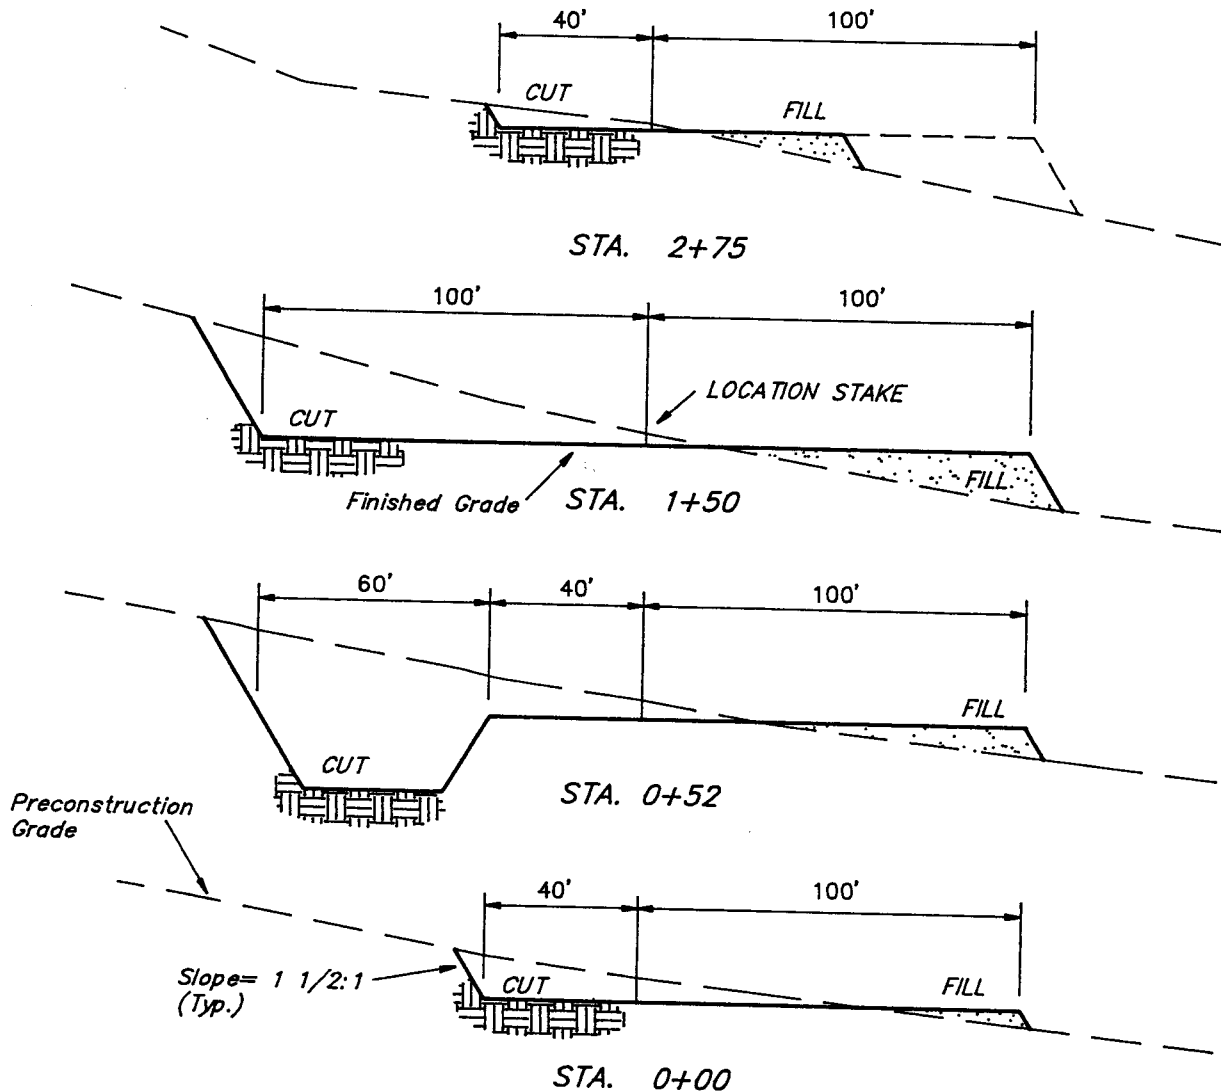 40' 100'
CUT
FILL
STA. 2+75
100' 100'
LOCATION STAKE
CUT
Finished Grade
FILL
STA. 1+50
60' 40' 100'
FILL
CUT
STA. 0+52
Preconstruction
Grade
40' 100'
Slope= 1 1/2:1
(Typ.)
CUT
FILL
STA. 0+00